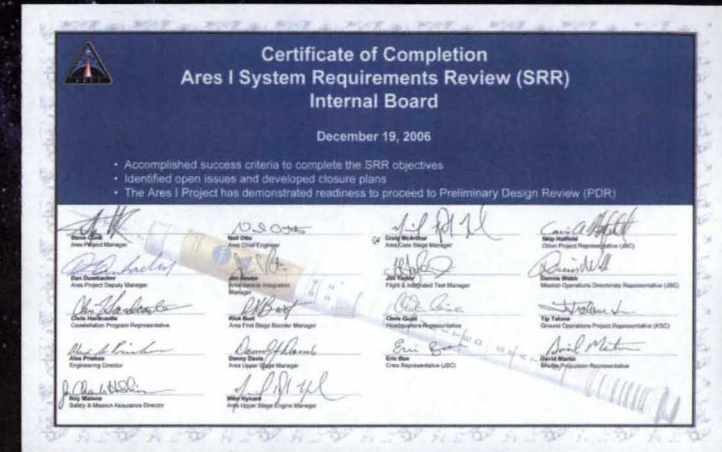 Certificate of Completion
Ares I System Requirements Review (SRR)
Internal Board
December 19, 2006
• Accomplished success criteria to complete the SRR objectives
• Identified open issues and developed closure plans
• The Ares I Project has demonstrated readiness to proceed to Preliminary Design Review (PDR)
Steve Cook
Ares Project Manager
Neil Otte
Ares Chief Engineer
Craig McArthur
Ares Core Stage Manager
Skip Hatfield
Orion Project Representative (JSC)
Dan Dumbacher
Ares Project Deputy Manager
Ares Vehicle Integration
Manager
Jim Taylor
Flight & Integrated Test Manager
Dennis Webb
Mission Operations Directorate Representative (JSC)
Chris Hardcastle
Constellation Program Representative
Rick Burt
Ares First Stage Booster Manager
Chris Guidi
Headquarters Representative
Tip Talone
Ground Operations Project Representative (KSC)
Alex Priskos
Engineering Director
Danny Davis
Ares Upper Stage Manager
Eric Boe
Crew Representative (JSC)
David Martin
Shuttle Propulsion Representative
Roy Malone
Safety & Mission Assurance Director
Mike Kynard
Ares Upper Stage Engine Manager